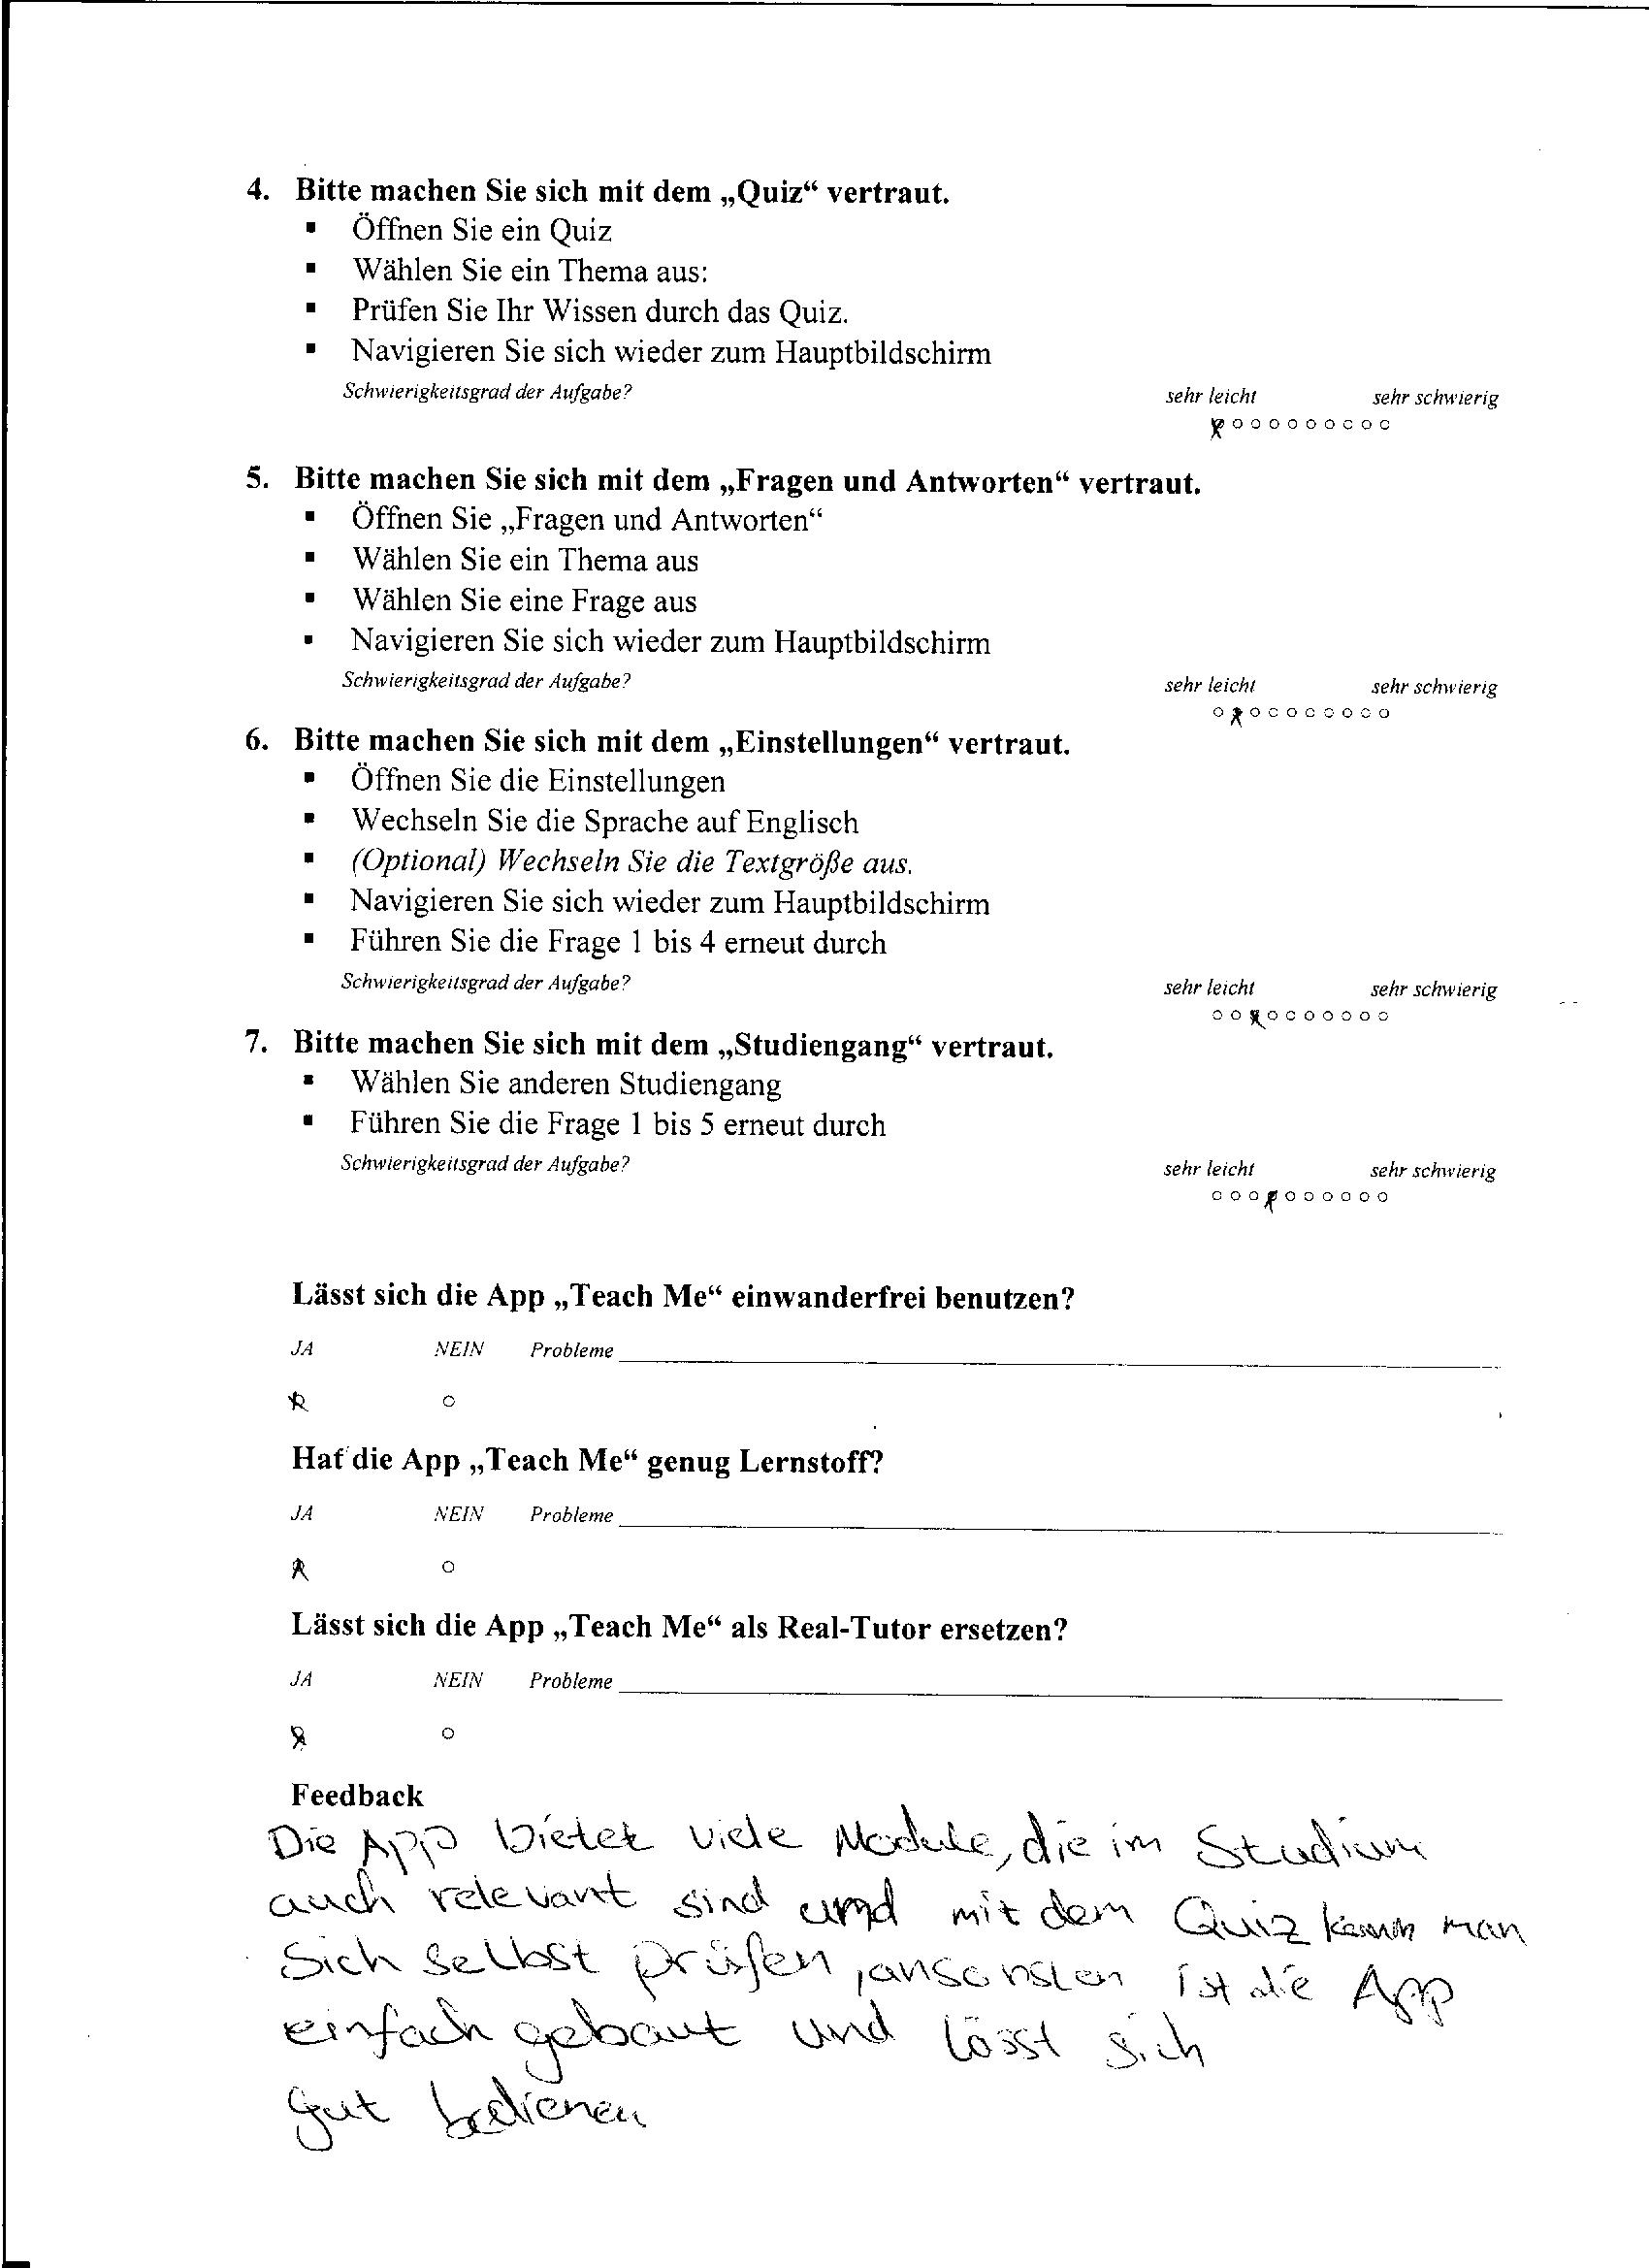 4. Bitte machen Sie sich mit dem „Quiz“ vertraut.
▪ Öffnen Sie ein Quiz
▪ Wählen Sie ein Thema aus:
▪ Prüfen Sie Ihr Wissen durch das Quiz.
▪ Navigieren Sie sich wieder zum Hauptbildschirm
Schwierigkeitsgrad der Aufgabe? sehr leicht sehr schwierig
5. Bitte machen Sie sich mit dem „Fragen und Antworten“ vertraut.
▪ Öffnen Sie „Fragen und Antworten“
▪ Wählen Sie ein Thema aus
▪ Wählen Sie eine Frage aus
▪ Navigieren Sie sich wieder zum Hauptbildschirm
Schwierigkeitsgrad der Aufgabe? sehr leicht sehr schwierig
6. Bitte machen Sie sich mit dem „Einstellungen“ vertraut.
▪ Öffnen Sie die Einstellungen
▪ Wechseln Sie die Sprache auf Englisch
▪ (Optional) Wechseln Sie die Textgröße aus.
▪ Navigieren Sie sich wieder zum Hauptbildschirm
▪ Führen Sie die Frage 1 bis 4 erneut durch
Schwierigkeitsgrad der Aufgabe? sehr leicht sehr schwierig
7. Bitte machen Sie sich mit dem „Studiengang“ vertraut.
▪ Wählen Sie anderen Studiengang
▪ Führen Sie die Frage 1 bis 5 erneut durch
Schwierigkeitsgrad der Aufgabe? sehr leicht sehr schwierig
Lässt sich die App „Teach Me“ einwanderfrei benutzen?
JA NEIN Probleme
Hat die App „Teach Me“ genug Lernstoff?
JA NEIN Probleme
Lässt sich die App „Teach Me“ als Real-Tutor ersetzen?
JA NEIN Probleme
Feedback
Die App bietet viele Module, die im Studium
auch relevant sind und mit dem Quiz kann man
sich selbst prüfen, ansonsten ist die App
einfach gebaut und lässt sich
gut bedienen